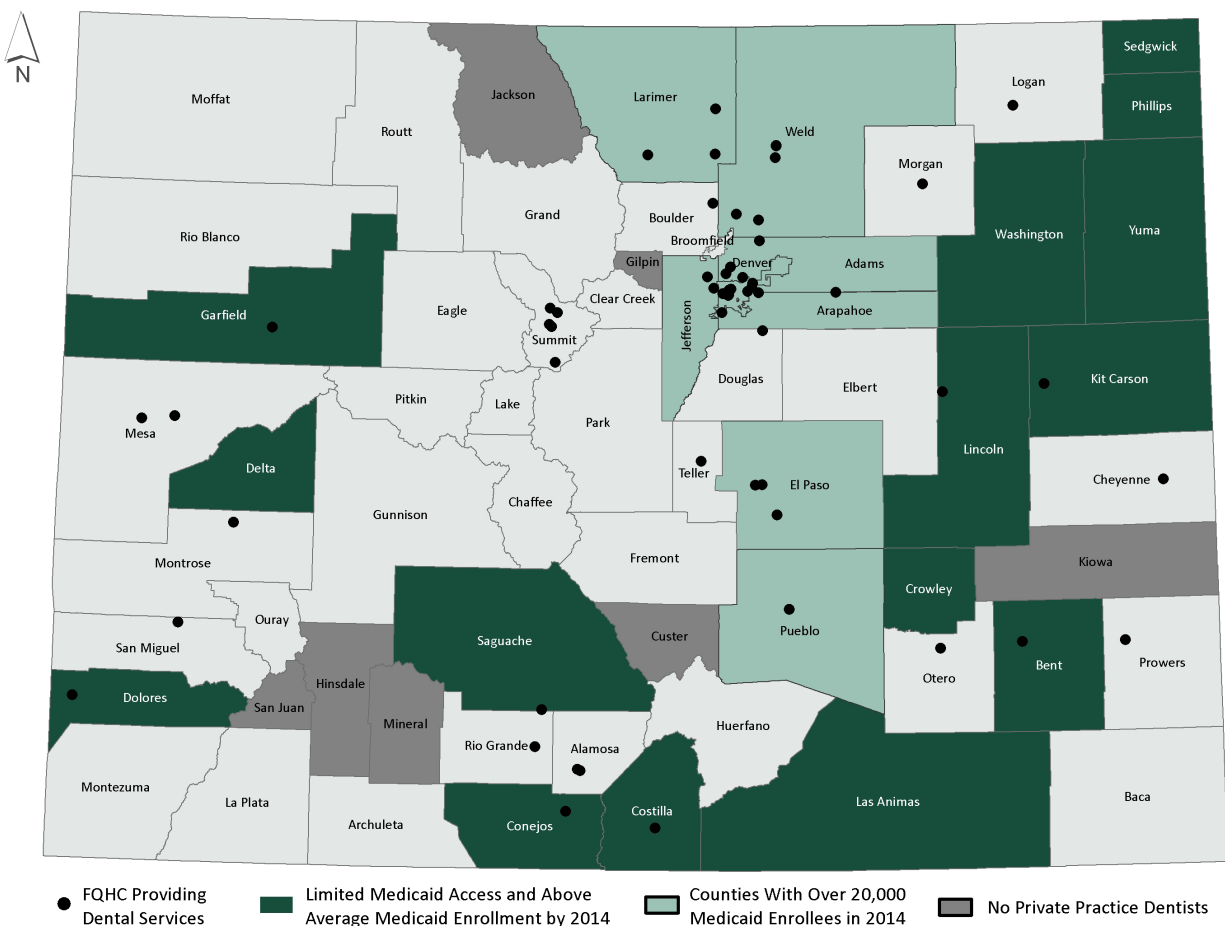 N
Moffat
Routt
Jackson
Larimer
Weld
Logan
Sedgwick
Phillips
Morgan
Washington
Yuma
Rio Blanco
Grand
Boulder
Broomfield
Gilpin
Denver
Adams
Garfield
Eagle
Clear Creek
Summit
Jefferson
Arapahoe
Kit Carson
Mesa
Pitkin
Lake
Park
Douglas
Elbert
Lincoln
Delta
Gunnison
Chaffee
Teller
El Paso
Cheyenne
Montrose
Fremont
Kiowa
Crowley
Ouray
San Miguel
Saguache
Custer
Pueblo
Otero
Bent
Prowers
Dolores
San Juan
Hinsdale
Mineral
Rio Grande
Alamosa
Huerfano
Montezuma
La Plata
Archuleta
Conejos
Costilla
Las Animas
Baca
FQHC Providing
Dental Services
Limited Medicaid Access and Above
Average Medicaid Enrollment by 2014
Counties With Over 20,000
Medicaid Enrollees in 2014
No Private Practice Dentists